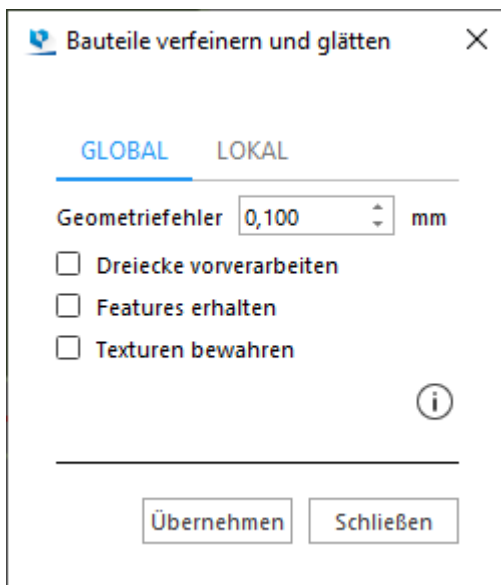 Bauteile verfeinern und glätten
GLOBAL LOKAL
Geometriefehler 0,100 mm
Dreiecke vorverarbeiten
Features erhalten
Texturen bewahren
Übernehmen Schließen